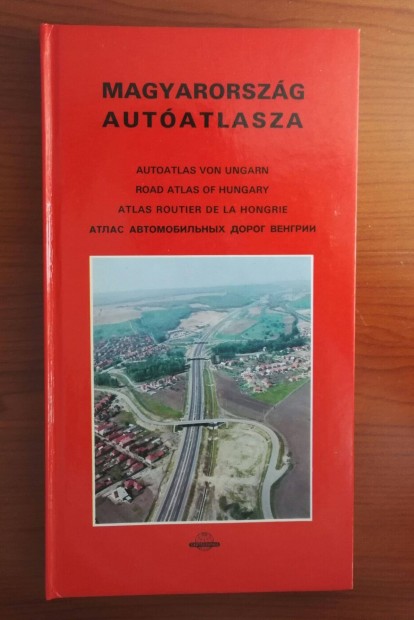 MAGYARORSZÁG
AUTÓATLASZA
AUTOATLAS VON UNGARN
ROAD ATLAS OF HUNGARY
ATLAS ROUTIER DE LA HONGRIE
АТЛАС АВТОМОБИЛЬНЫХ ДОРОГ ВЕНГРИИ